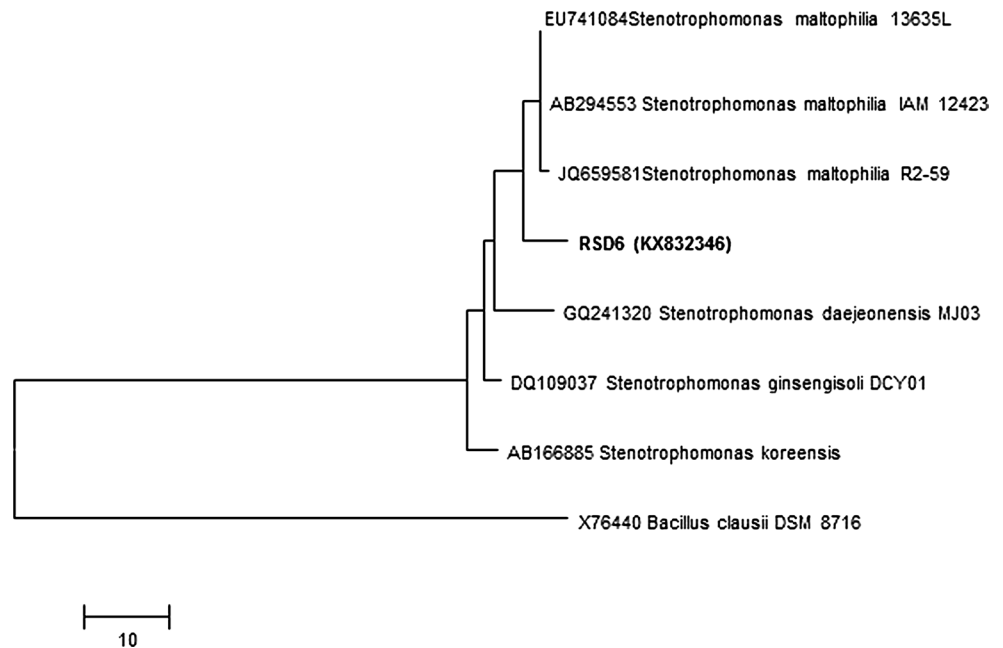 EU741084Stenotrophomonas maltophilia 13635L
AB294553 Stenotrophomonas maltophilia IAM 12423
JQ659581Stenotrophomonas maltophilia R2-59
RSD6 (KX832346)
GQ241320 Stenotrophomonas daejeonensis MJ03
DQ109037 Stenotrophomonas ginsengisoli DCY01
AB166885 Stenotrophomonas koreensis
X76440 Bacillus clausii DSM 8716
10